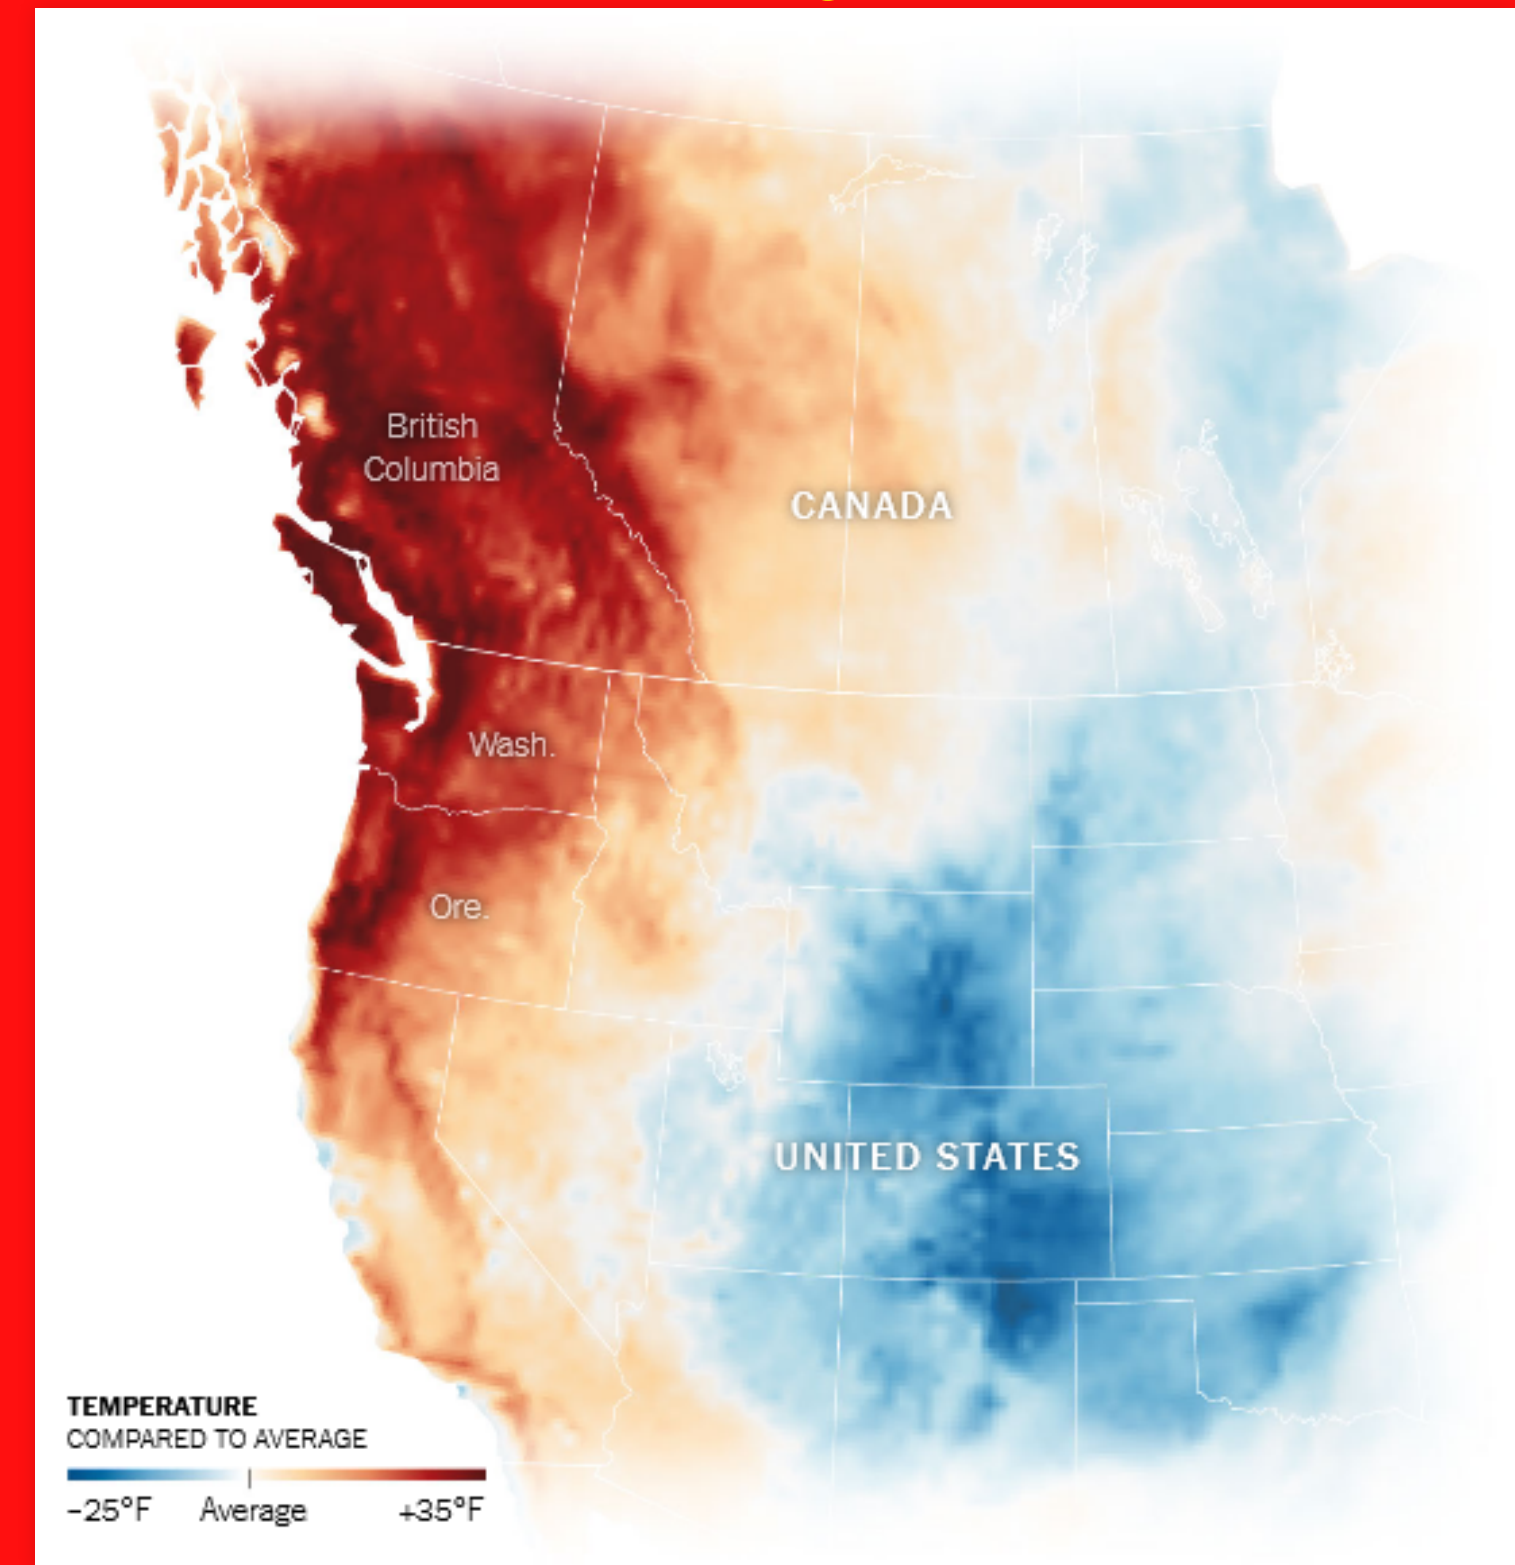 British
Columbia
CANADA
Wash.
Ore.
UNITED STATES
TEMPERATURE
COMPARED TO AVERAGE
−25°F Average +35°F